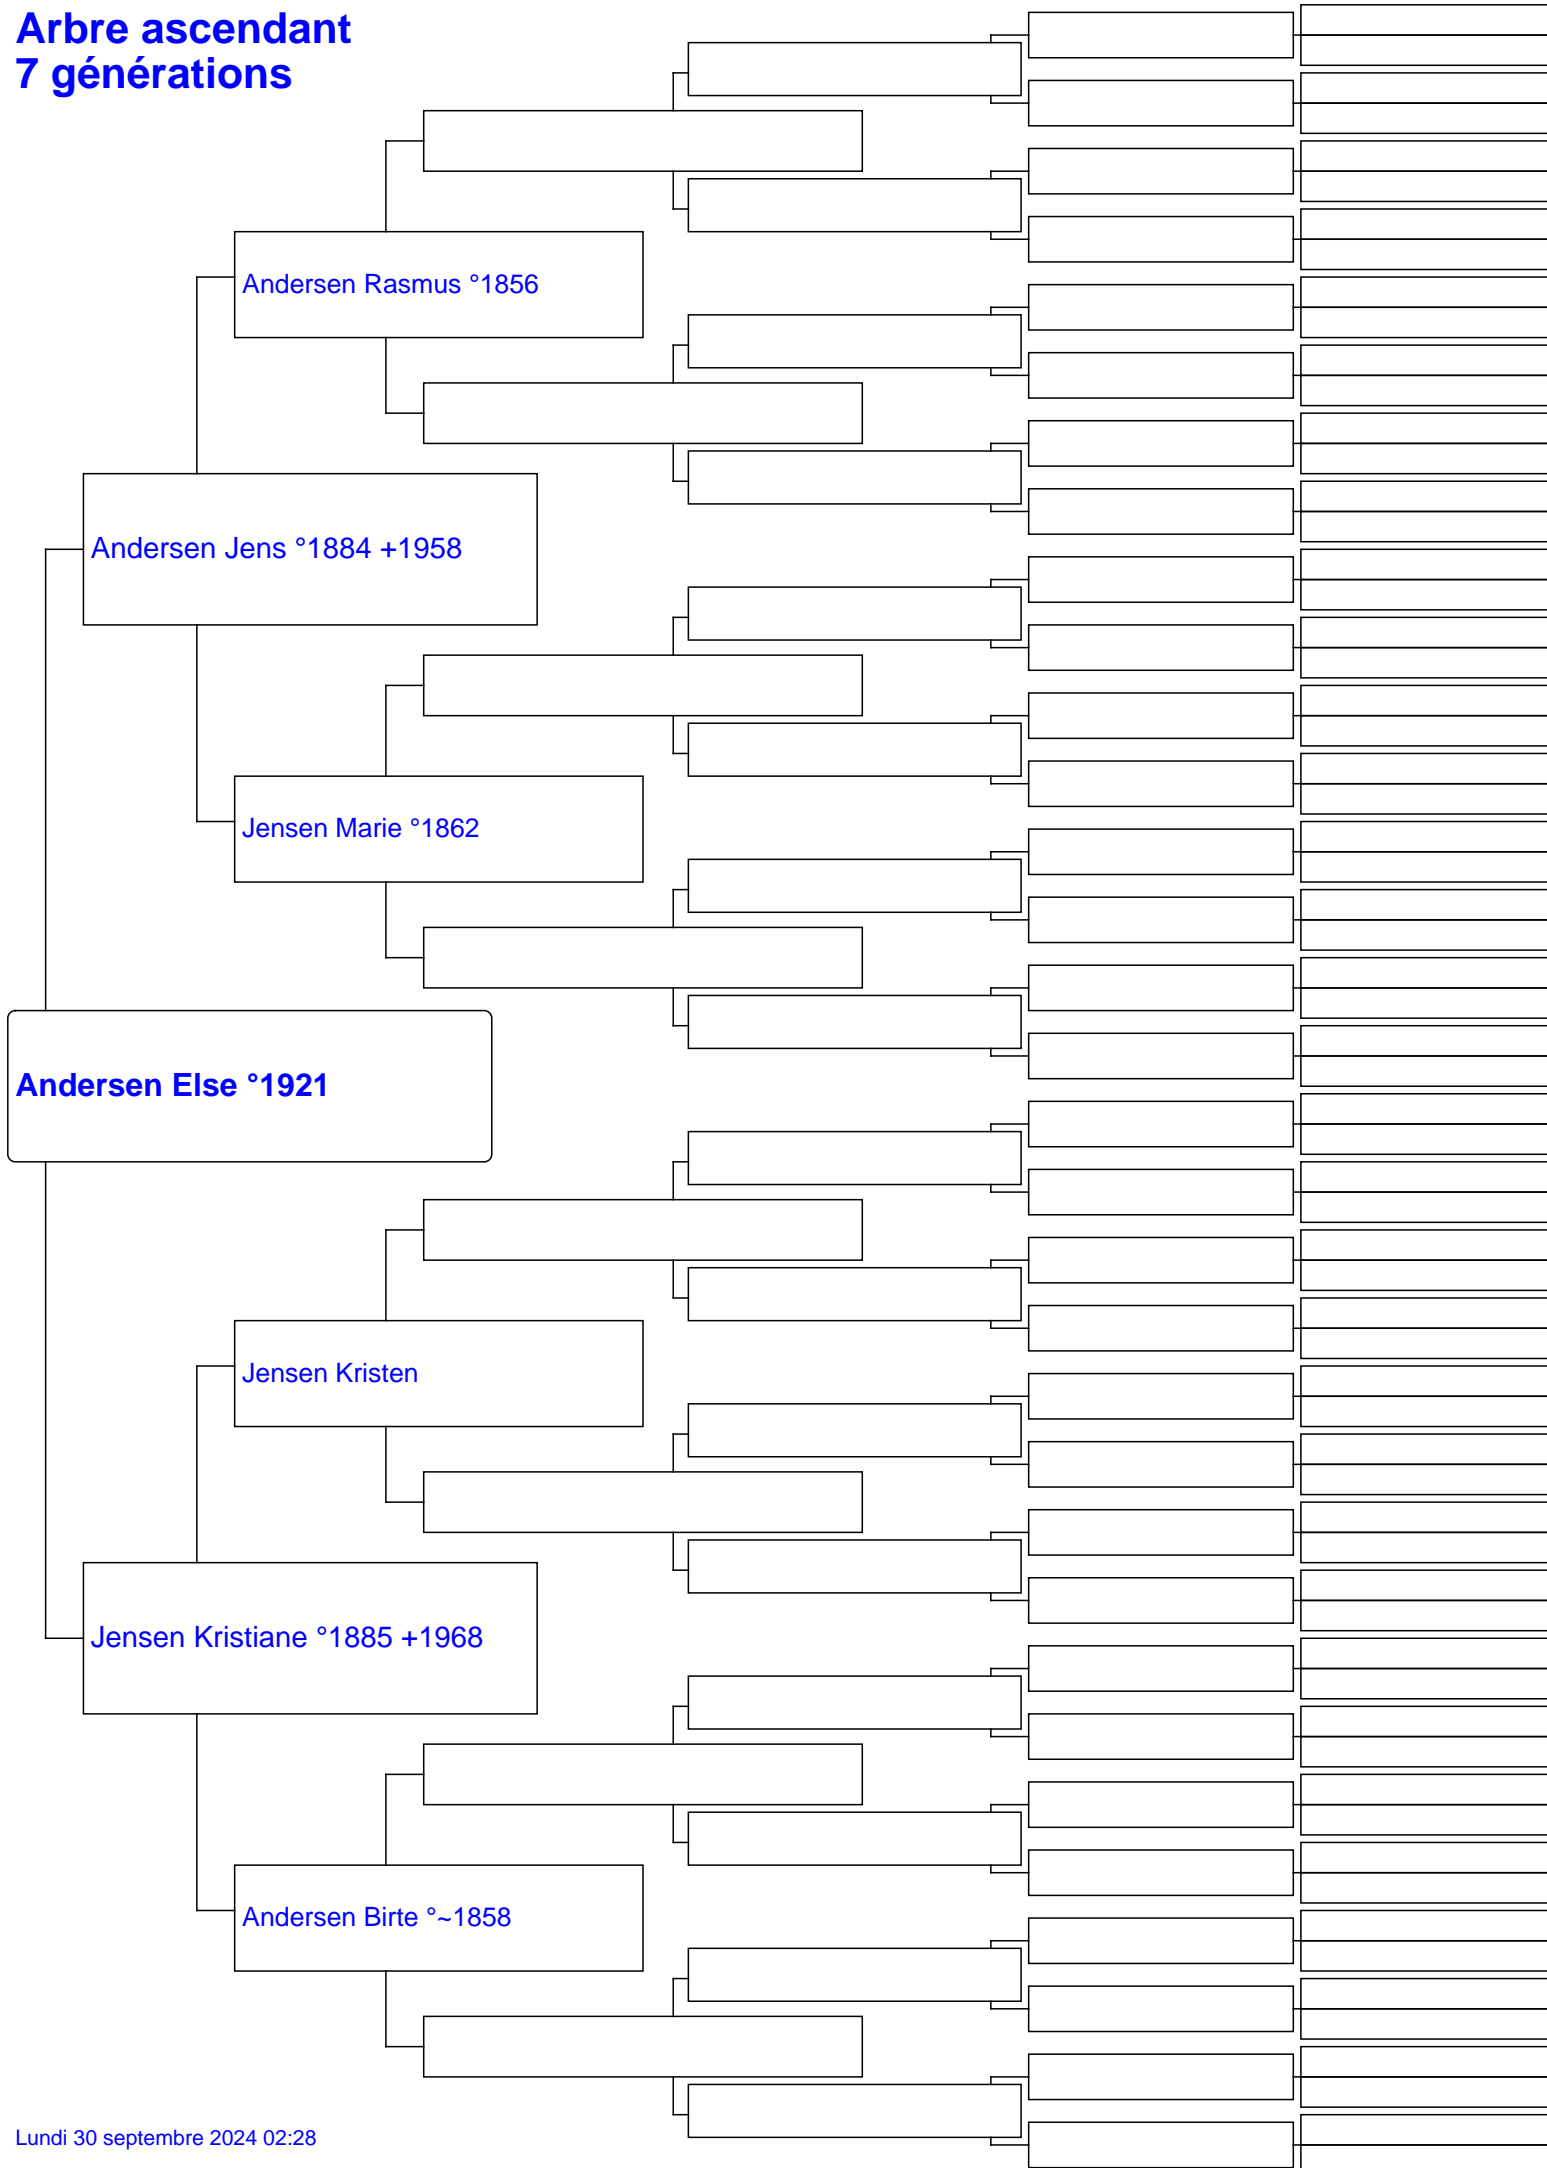 Arbre ascendant
7 générations
Andersen Rasmus °1856
Andersen Jens °1884 +1958
Jensen Marie °1862
Andersen Else °1921
Jensen Kristen
Jensen Kristiane °1885 +1968
Andersen Birte °~1858
Lundi 30 septembre 2024 02:28